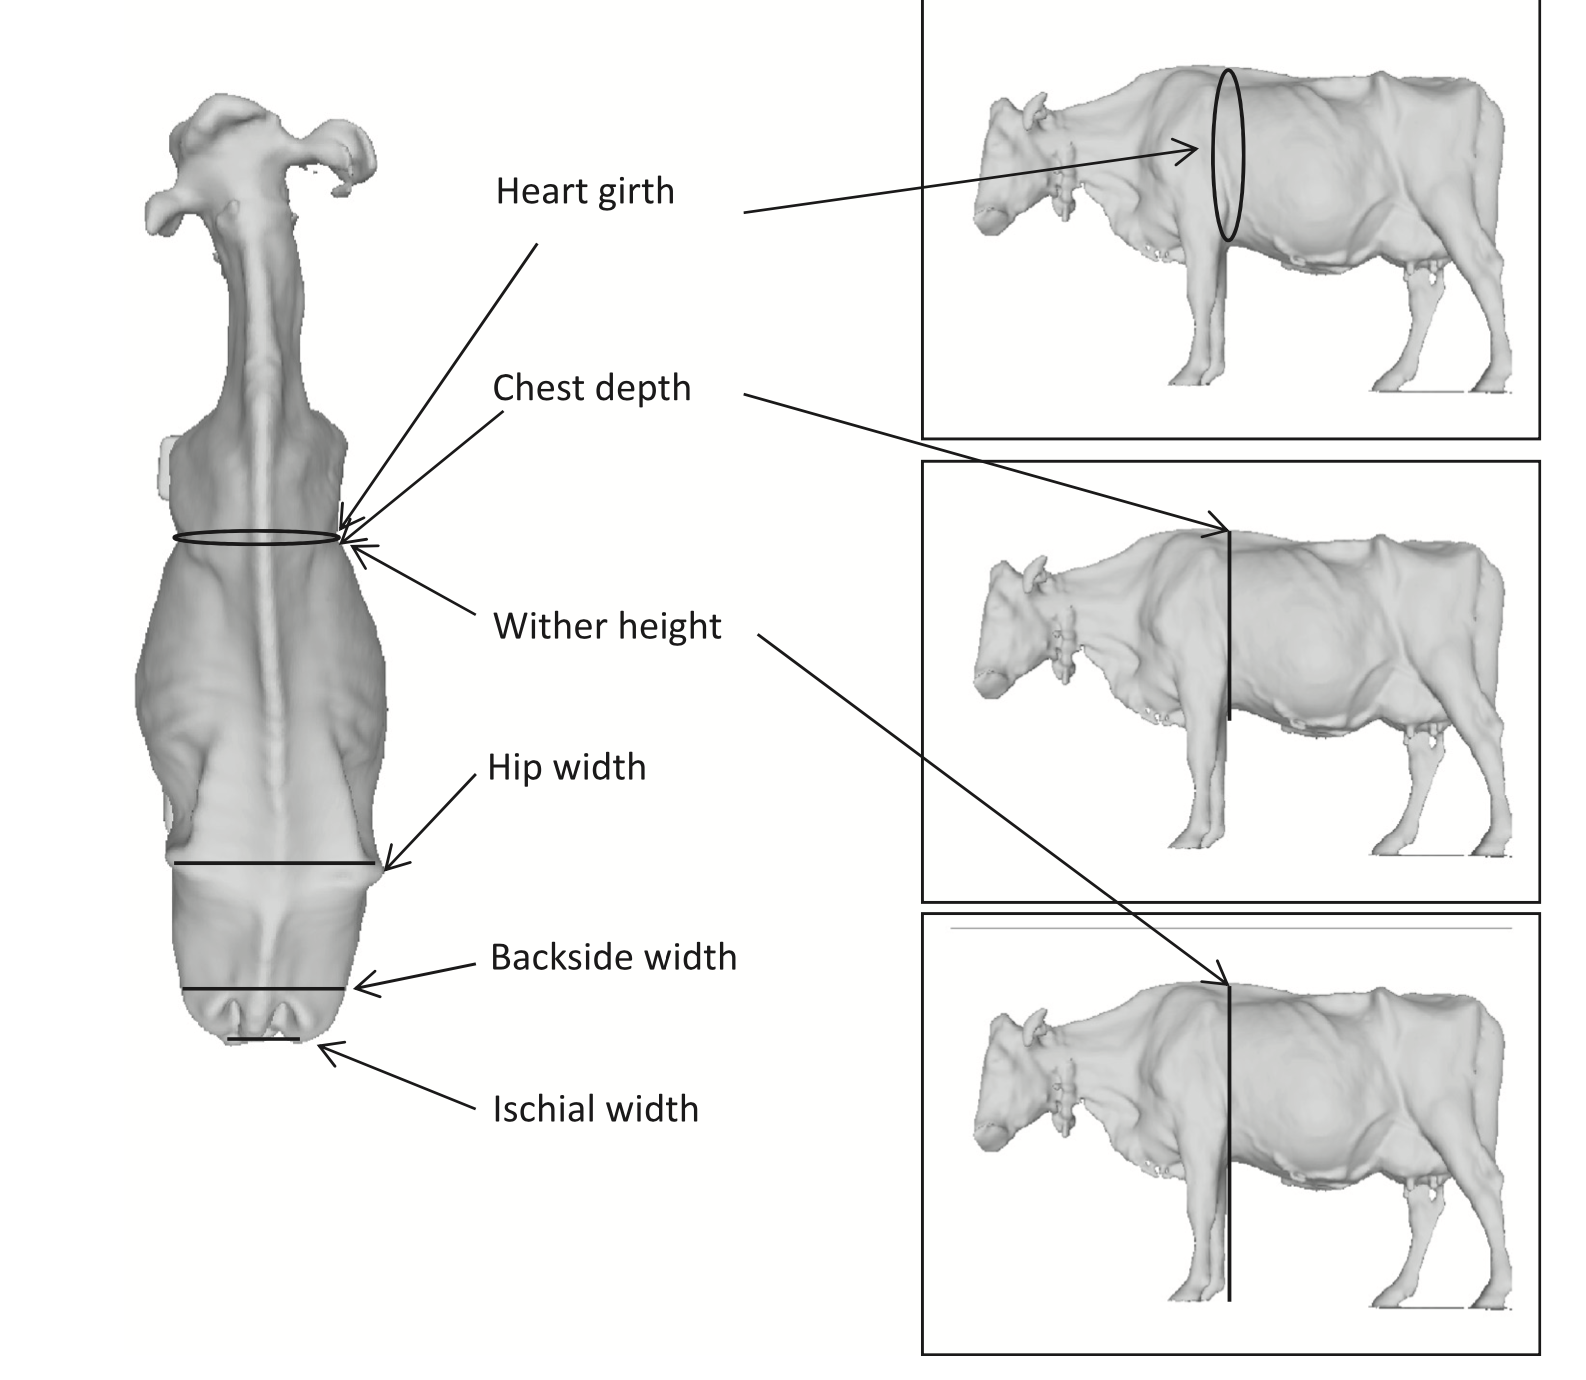 Heart girth
Chest depth
Wither height
Hip width
Backside width
Ischial width